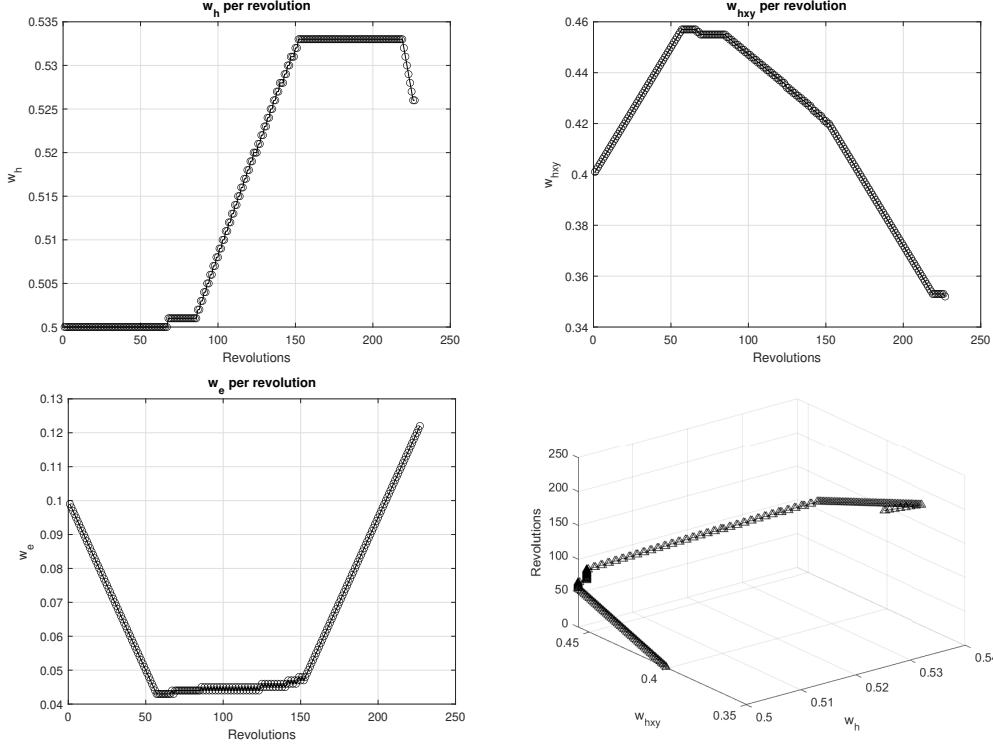 w_h per revolution
0.535
0.53
0.525
0.52
0.515
0.51
0.505
0.5
w_h
0 50 100 150 200 250
Revolutions
w_hxy per revolution
0.46
0.44
0.42
0.4
0.38
0.36
0.34
w_hxy
0 50 100 150 200 250
Revolutions
w_e per revolution
0.13
0.12
0.11
0.1
0.09
0.08
0.07
0.06
0.05
0.04
w_e
0 50 100 150 200 250
Revolutions
250
200
150
100
50
0
Revolutions
0.45
0.4
0.35
w_hxy
0.5
0.51
0.52
0.53
0.54
w_h